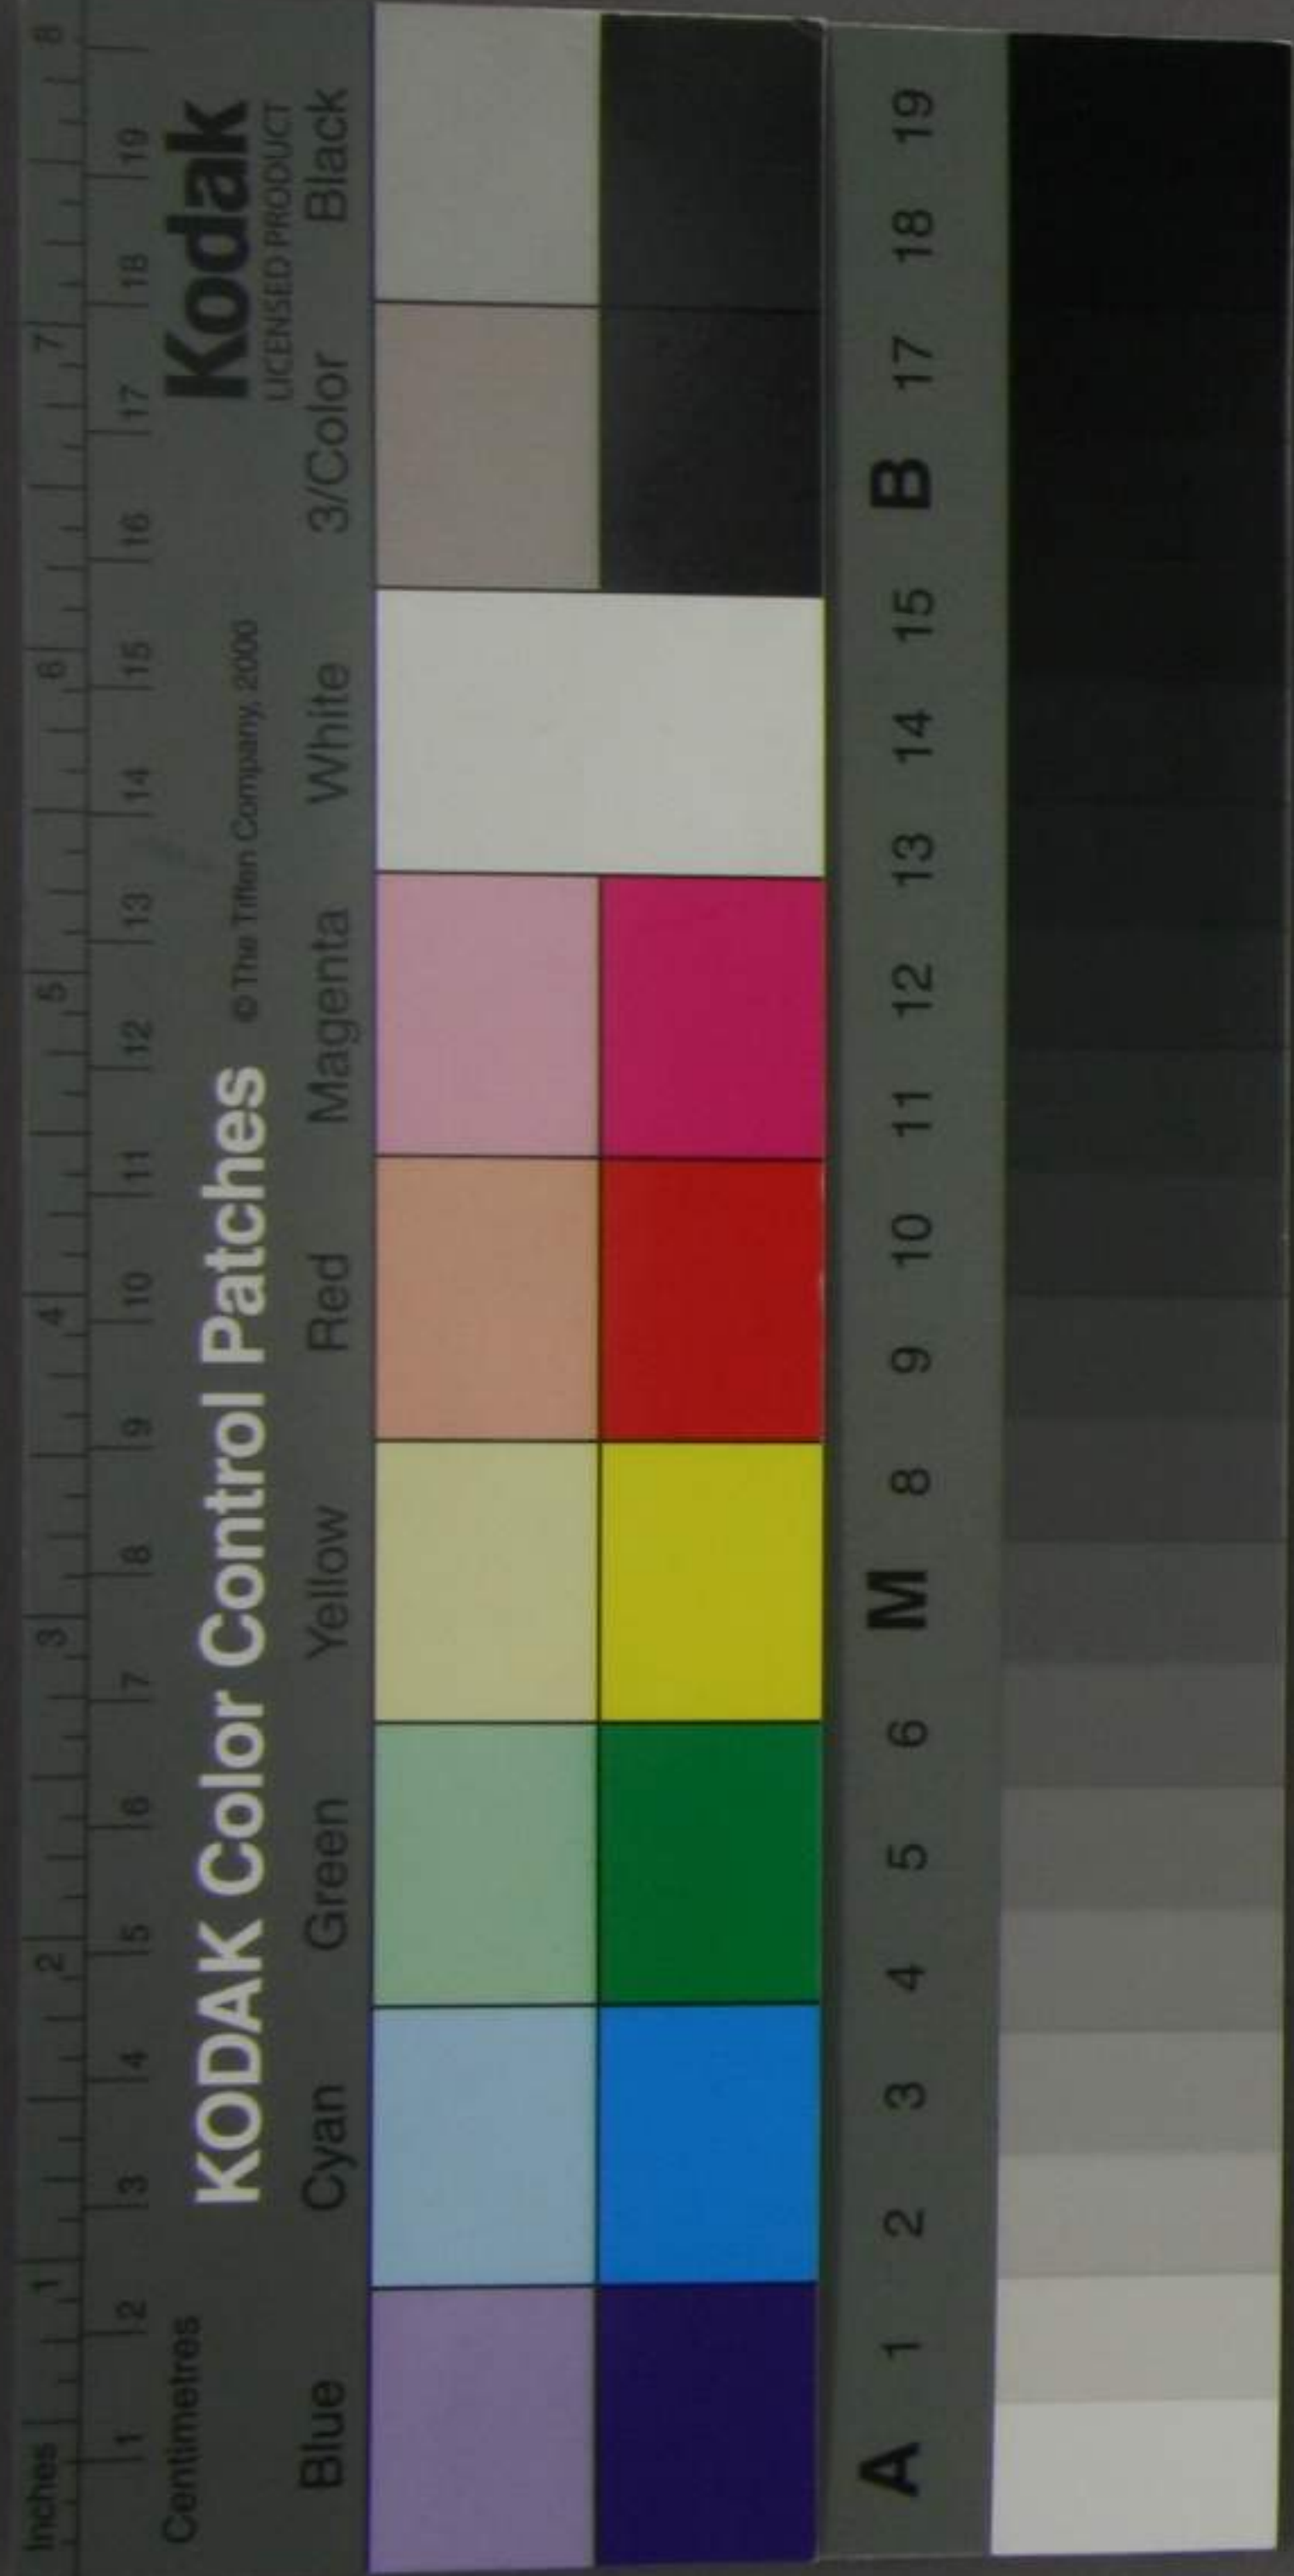 Inches 1 2 3 4 5 6 7 8
1 2 3 4 5 6 7 8 9 10 11 12 13 14 15 16 17 18 19
Centimetres
KODAK Color Control Patches © The Tiffen Company, 2000 Kodak
LICENSED PRODUCT
Blue Cyan Green Yellow Red Magenta White 3/Color Black
A 1 2 3 4 5 6 M 8 9 10 11 12 13 14 15 B 17 18 19